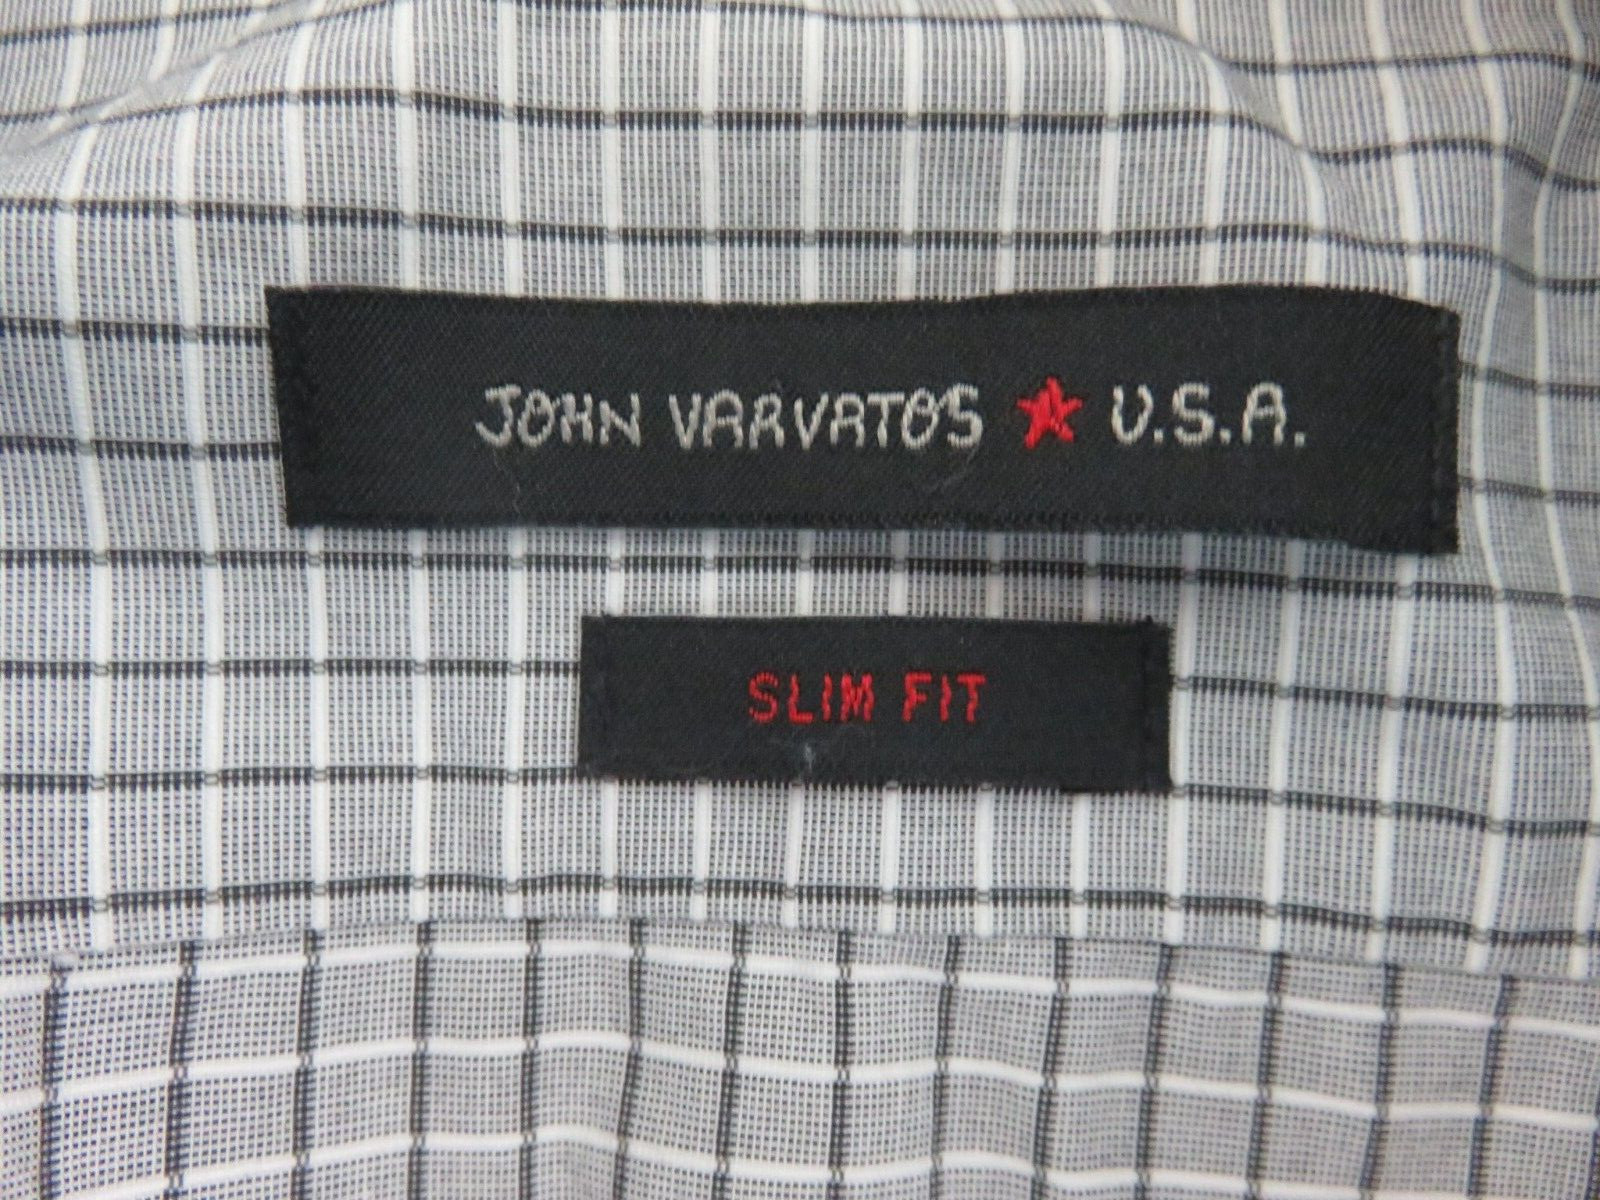 JOHN VARVATOS ★ U.S.A.
SLIM FIT